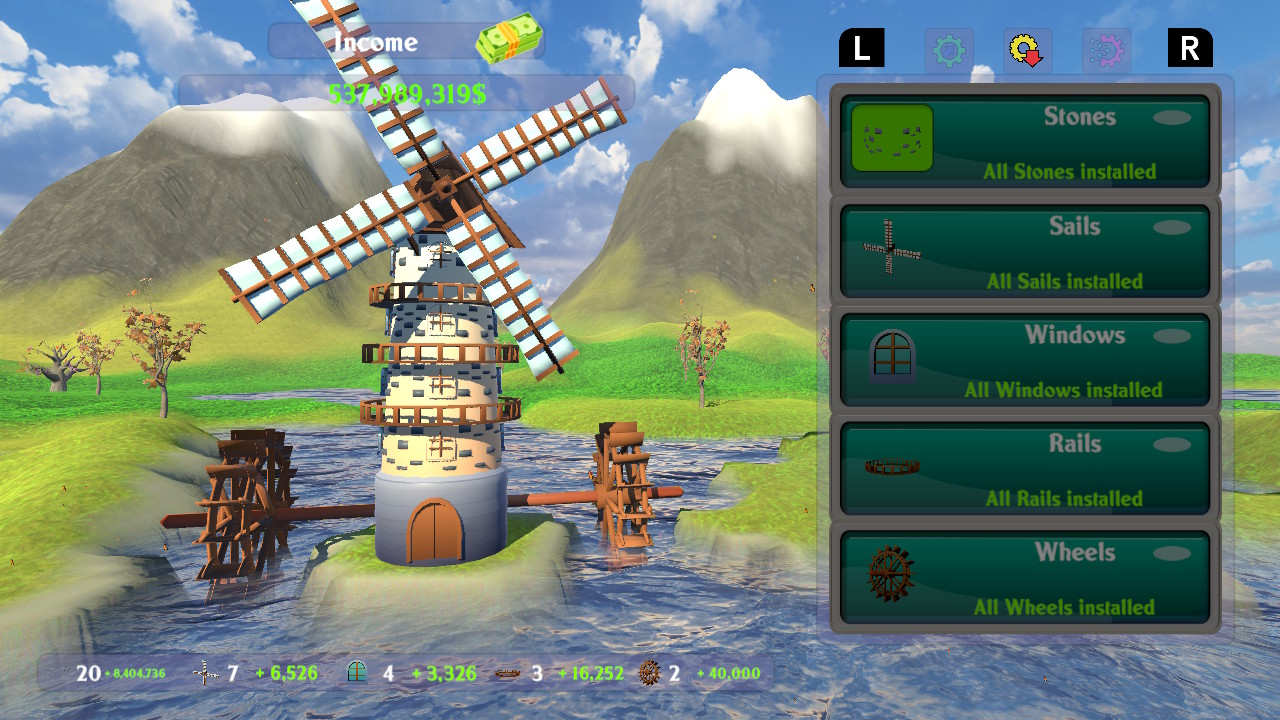 Income
537,989,319$
L
R
Stones
All Stones installed
Sails
All Sails installed
Windows
All Windows installed
Rails
All Rails installed
Wheels
All Wheels installed
20 + 8,404,736 7 + 6,526 4 + 3,326 3 + 16,252 2 + 40,000